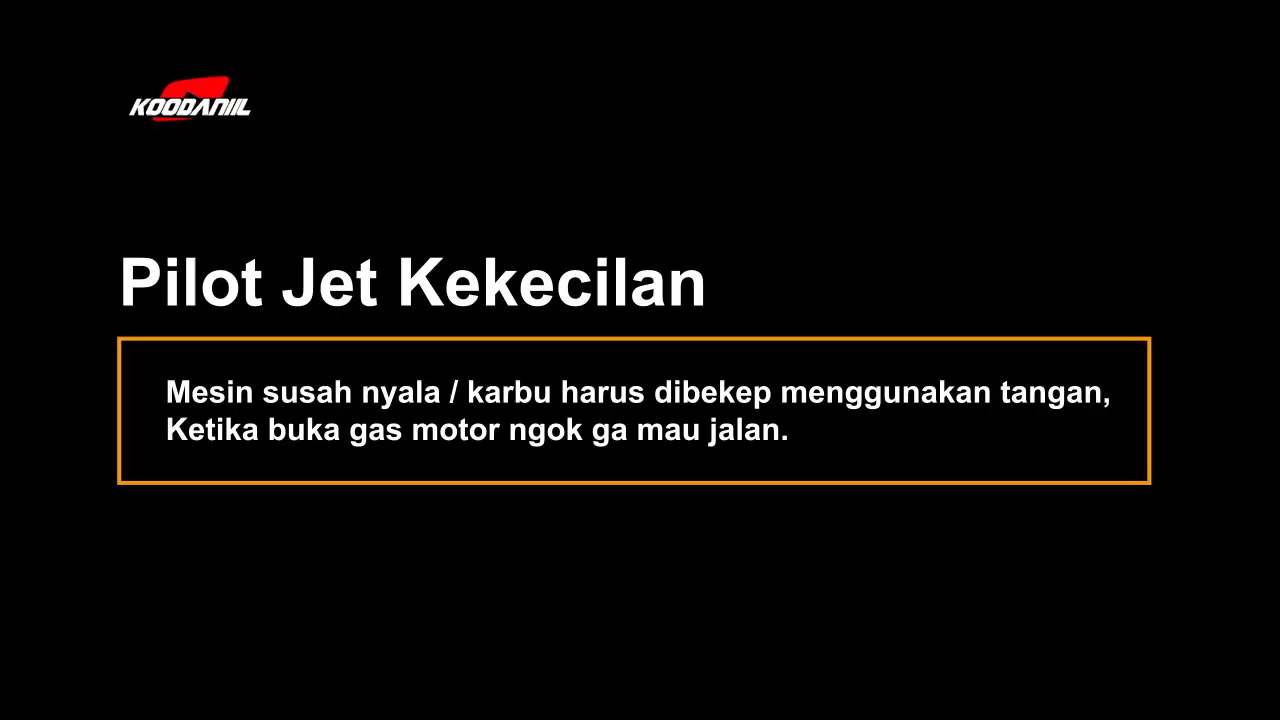 KOODANIIL
Pilot Jet Kekecilan
Mesin susah nyala / karbu harus dibekep menggunakan tangan,
Ketika buka gas motor ngok ga mau jalan.